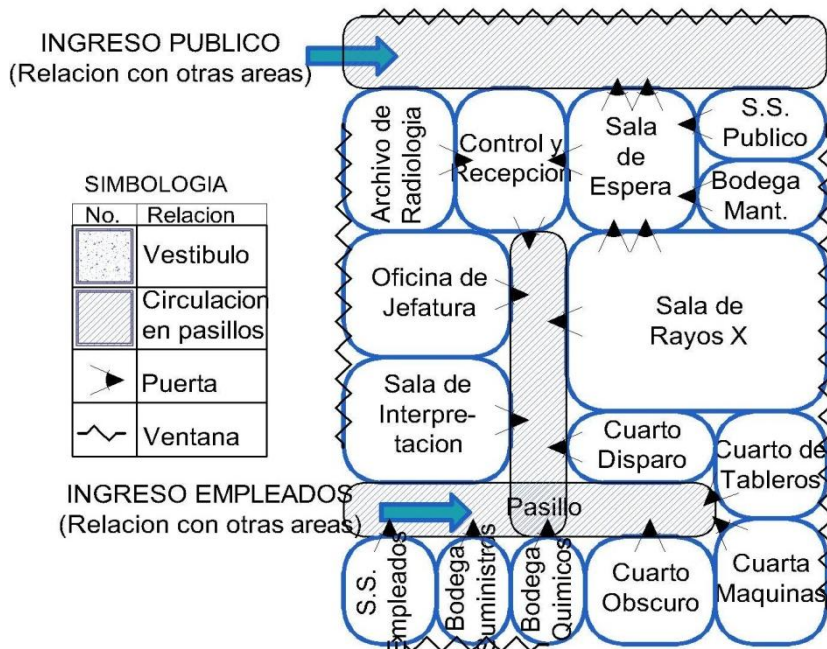 INGRESO PUBLICO
(Relacion con otras areas)
Archivo de
Radiologia
Control y
Recepcion
Sala
de
Espera
S.S.
Publico
Bodega
Mant.
SIMBOLOGIA
No. Relacion
Vestibulo
Circulacion
en pasillos
Puerta
Ventana
Oficina de
Jefatura
Sala de
Rayos X
Sala de
Interpre-
tacion
Cuarto
Disparo
Cuarto de
Tableros
INGRESO EMPLEADOS
(Relacion con otras areas)
Pasillo
S.S.
Empleados
Bodega
Suministros
Bodega
Quimicos
Cuarto
Obscuro
Cuarta
Maquinas